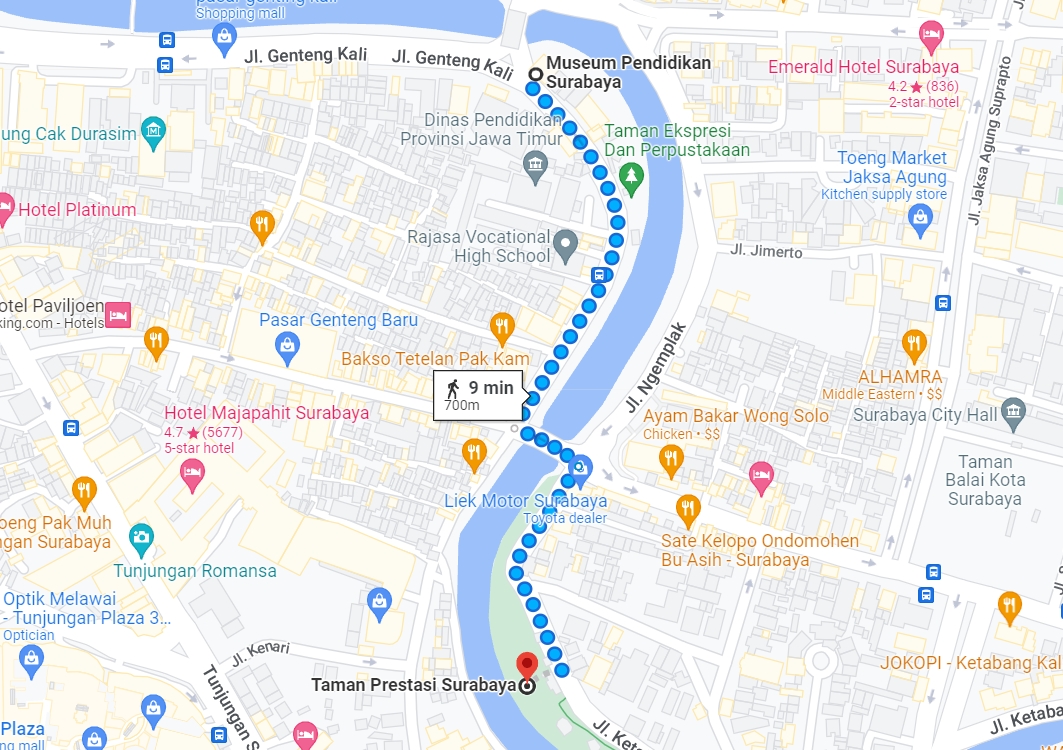 pasar genteng kali
Shopping mall
Jl. Genteng Kali
Jl. Genteng Kali
Museum Pendidikan
Surabaya
Emerald Hotel Surabaya
4.2 ★ (836)
2-star hotel
Jl. Jaksa Agung Suprapto
ung Cak Durasim
Dinas Pendidikan
Provinsi Jawa Timur
Taman Ekspresi
Dan Perpustakaan
Toeng Market
Jaksa Agung
Kitchen supply store
Hotel Platinum
Rajasa Vocational
High School
Jl. Jimerto
otel Paviljoen
king.com - Hotels
Pasar Genteng Baru
Bakso Tetelan Pak Kam
Jl. Ngemplak
9 min
700m
ALHAMRA
Middle Eastern • $$
Hotel Majapahit Surabaya
4.7 ★ (5677)
5-star hotel
Ayam Bakar Wong Solo
Chicken • $$
Surabaya City Hall
Taman
Balai Kota
Surabaya
Liek Motor Surabaya
Toyota dealer
oeng Pak Muh
ngan Surabaya
Sate Kelopo Ondomohen
Bu Asih - Surabaya
Tunjungan Romansa
Optik Melawai
- Tunjungan Plaza 3...
Optician
Jl. Kenari
JOKOPI - Ketabang Kal
Taman Prestasi Surabaya
Tunjungan S
Jl. Ket
Jl. Ketaba
Plaza
ng mall